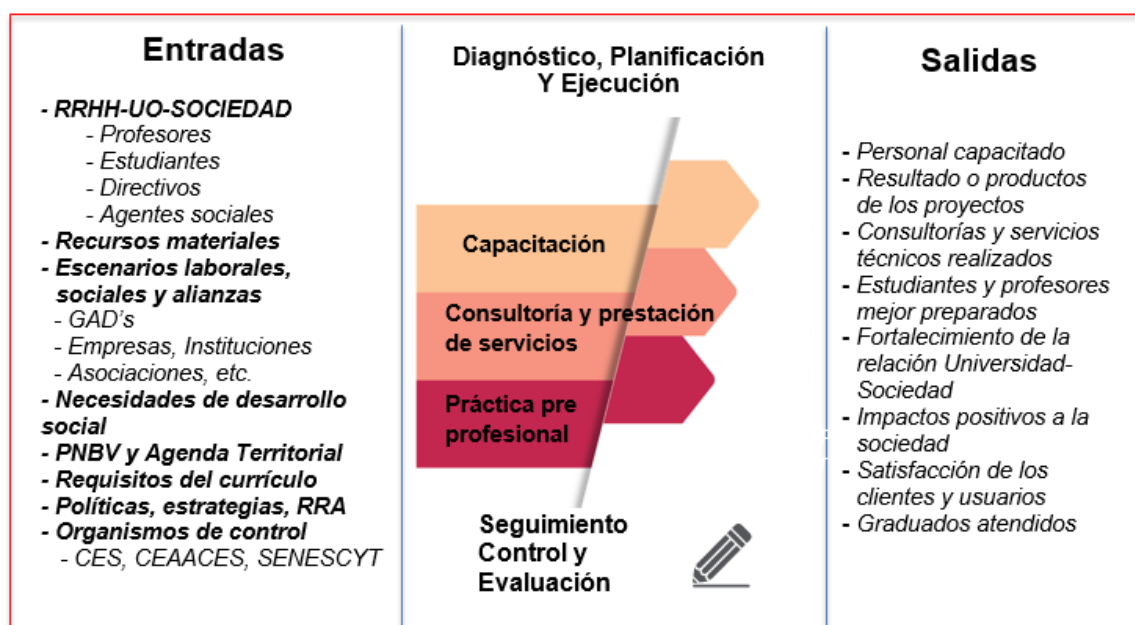 Entradas
- RRHH-UO-SOCIEDAD
- Profesores
- Estudiantes
- Directivos
- Agentes sociales
- Recursos materiales
- Escenarios laborales,
sociales y alianzas
- GAD's
- Empresas, Instituciones
- Asociaciones, etc.
- Necesidades de desarrollo
social
- PNBV y Agenda Territorial
- Requisitos del currículo
- Políticas, estrategias, RRA
- Organismos de control
- CES, CEAACES, SENESCYT
Diagnóstico, Planificación
Y Ejecución
Capacitación
Consultoría y prestación
de servicios
Práctica pre
profesional
Seguimiento
Control y
Evaluación
Salidas
- Personal capacitado
- Resultado o productos
de los proyectos
- Consultorías y servicios
técnicos realizados
- Estudiantes y profesores
mejor preparados
- Fortalecimiento de la
relación Universidad-
Sociedad
- Impactos positivos a la
sociedad
- Satisfacción de los
clientes y usuarios
- Graduados atendidos